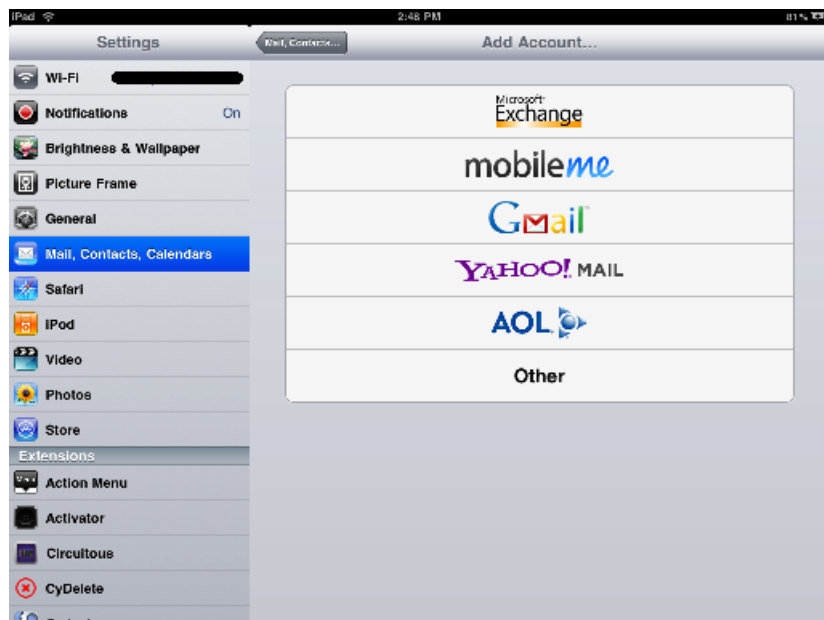 iPad 2:48 PM 81%
Settings
Mail, Contacts... Add Account...
Wi-Fi
Notifications On
Brightness & Wallpaper
Picture Frame
General
Mail, Contacts, Calendars
Safari
iPod
Video
Photos
Store
Extensions
Action Menu
Activator
Circuitous
CyDelete
Microsoft
Exchange
mobileme
Gmail
YAHOO! MAIL
AOL
Other